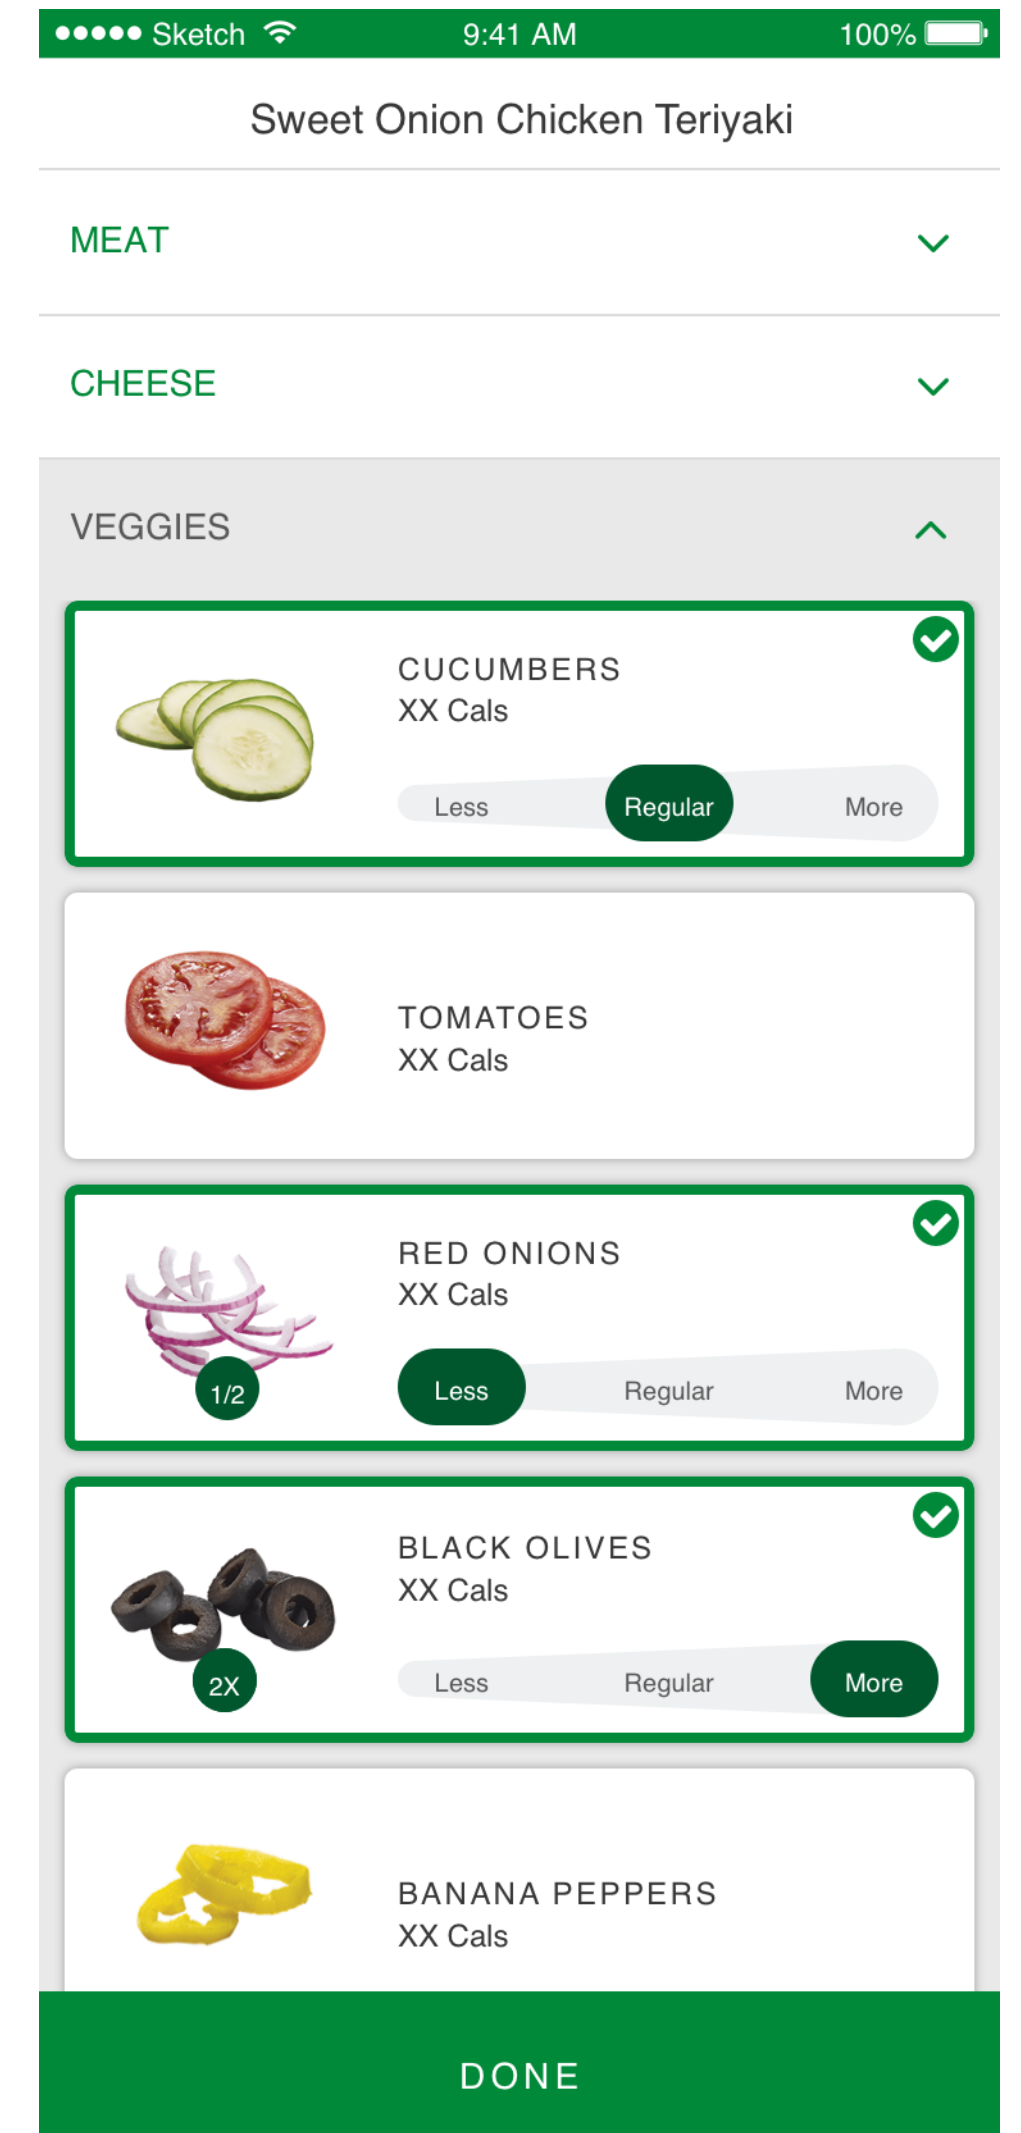 Sketch 9:41 AM 100%
Sweet Onion Chicken Teriyaki
MEAT
CHEESE
VEGGIES
CUCUMBERS
XX Cals
Less Regular More
TOMATOES
XX Cals
RED ONIONS
XX Cals
1/2
Less Regular More
BLACK OLIVES
XX Cals
2X
Less Regular More
BANANA PEPPERS
XX Cals
DONE